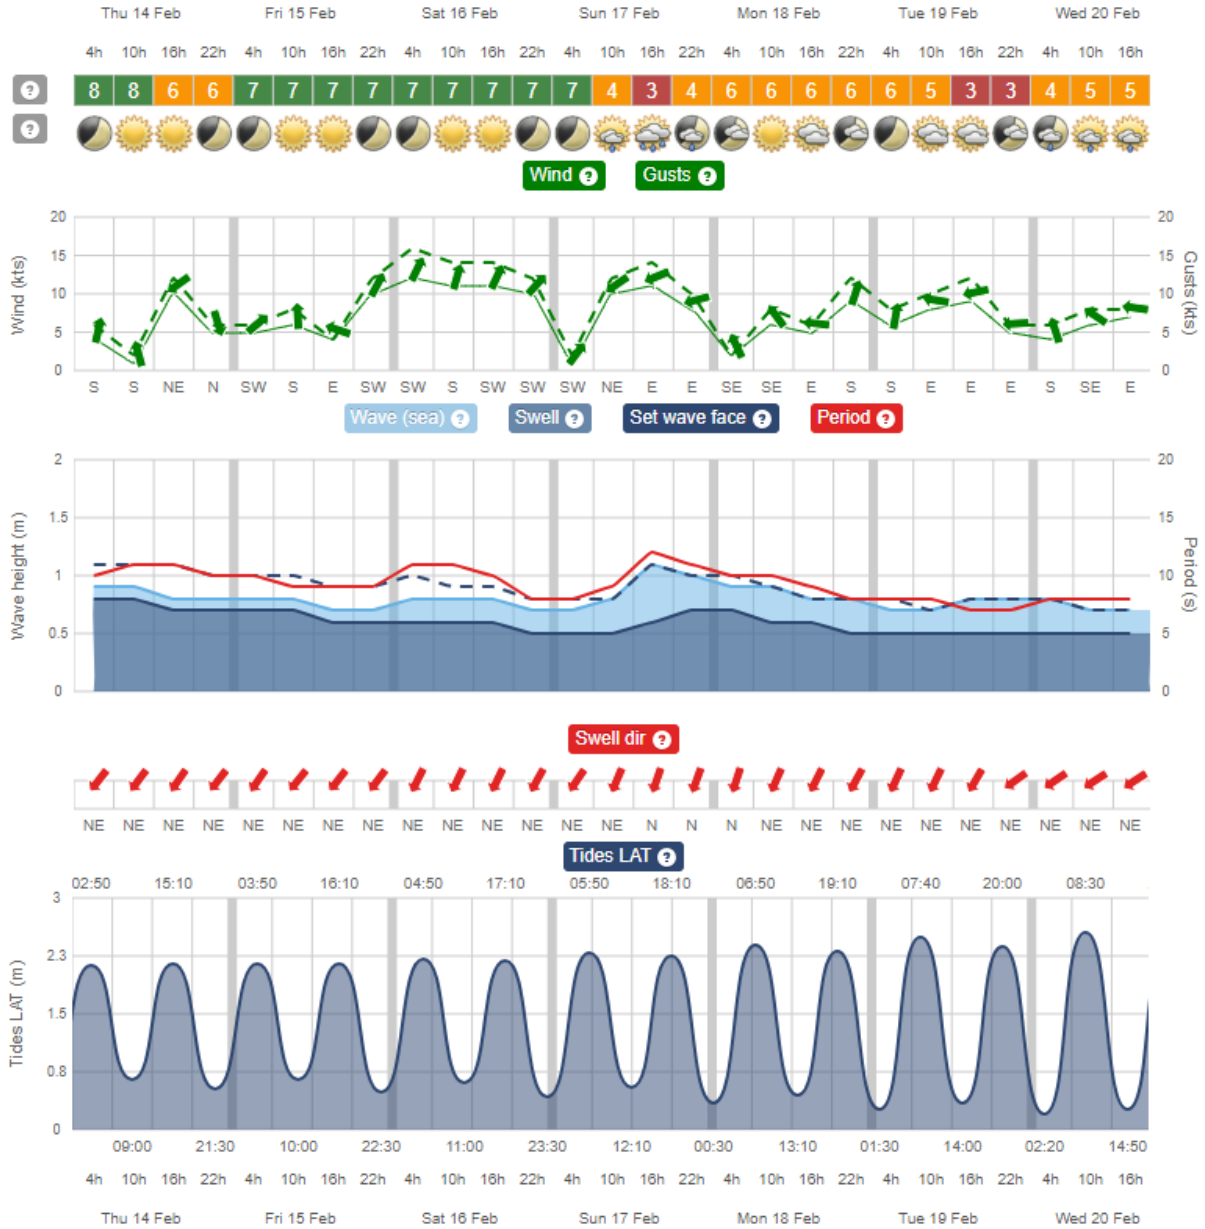 Thu 14 Feb Fri 15 Feb Sat 16 Feb Sun 17 Feb Mon 18 Feb Tue 19 Feb Wed 20 Feb
4h 10h 16h 22h 4h 10h 16h 22h 4h 10h 16h 22h 4h 10h 16h 22h 4h 10h 16h 22h 4h 10h 16h 22h 4h 10h 16h
? 8 8 6 6 7 7 7 7 7 7 7 7 7 4 3 4 6 6 6 6 6 5 3 3 4 5 5
?
Wind ? Gusts ?
20 20
15 15
10 10
5 5
0 0
Wind (kts)
Gusts (kts)
S S NE N SW S E SW SW S SW SW SW NE E E SE SE E S S E E E S SE E
Wave (sea) ? Swell ? Set wave face ? Period ?
2 20
1.5 15
1 10
0.5 5
0 0
Wave height (m)
Period (s)
Swell dir ?
NE NE NE NE NE NE NE NE NE NE NE NE NE NE N N N NE NE NE NE NE NE NE NE NE NE
Tides LAT ?
02:50 15:10 03:50 16:10 04:50 17:10 05:50 18:10 06:50 19:10 07:40 20:00 08:30
3
2.3
1.5
0.8
0
Tides LAT (m)
09:00 21:30 10:00 22:30 11:00 23:30 12:10 00:30 13:10 01:30 14:00 02:20 14:50
4h 10h 16h 22h 4h 10h 16h 22h 4h 10h 16h 22h 4h 10h 16h 22h 4h 10h 16h 22h 4h 10h 16h 22h 4h 10h 16h
Thu 14 Feb Fri 15 Feb Sat 16 Feb Sun 17 Feb Mon 18 Feb Tue 19 Feb Wed 20 Feb